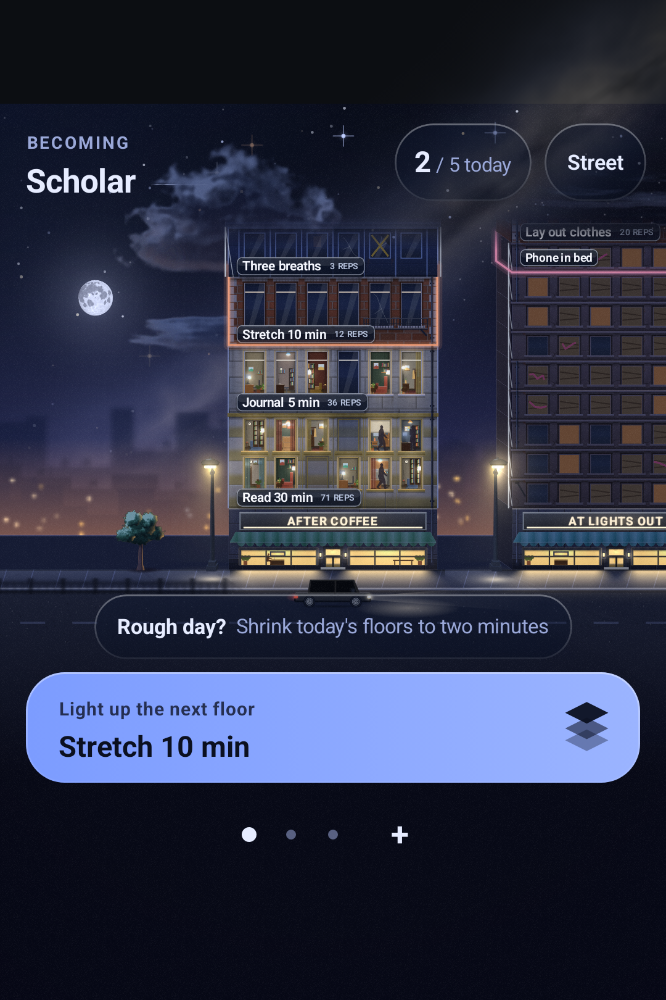 BECOMING
Scholar
2 / 5 today
Street
Three breaths 3 REPS
Stretch 10 min 12 REPS
Journal 5 min 36 REPS
Read 30 min 71 REPS
AFTER COFFEE
Lay out clothes 20 REPS
Phone in bed
AT LIGHTS OUT
Rough day? Shrink today's floors to two minutes
Light up the next floor
Stretch 10 min
+